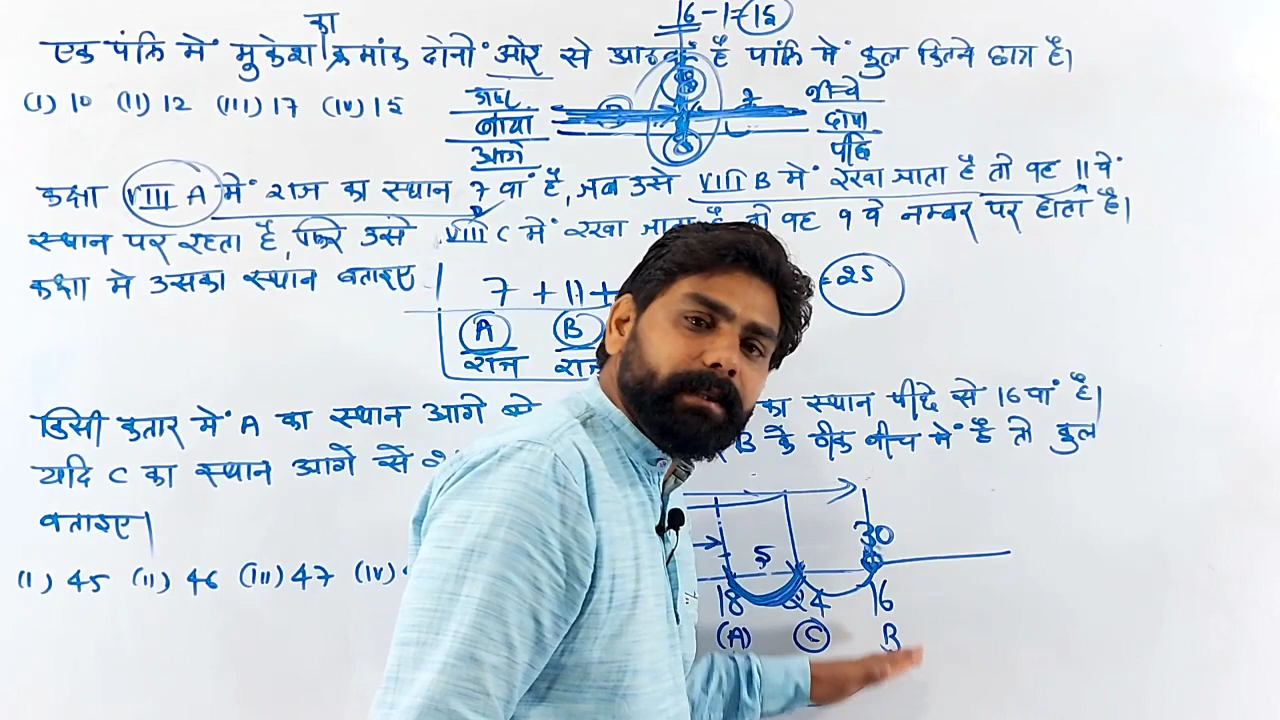 16 - 1 = 15
का
एक पंक्ति में मुकेश क्रमांक दोनो ओर से आठवां है पंक्ति में कुल कितने छात्र है।
(I) 10 (II) 12 (III) 17 (IV) 15
7 नीचे
बायां दायां
आगे
कक्षा VIII A में राज का स्थान 7 वां है, जब उसे VIII B में रखा जाता है तो वह 11 वें
स्थान पर रहता है, फिर उसे VIII C में रखा वह 9 वे नम्बर पर होता है।
कक्षा मे उसका स्थान बताइए
7 + 11 + = 25
A B
राज
किसी कतार में A का स्थान आगे का स्थान पीछे से 16 वां है।
यदि C का स्थान आगे से B के ठीक बीच में है तो कुल
बताइए।
(I) 45 (II) 46 (III) 47 (IV)
30
5
18 24 16
(A) C B